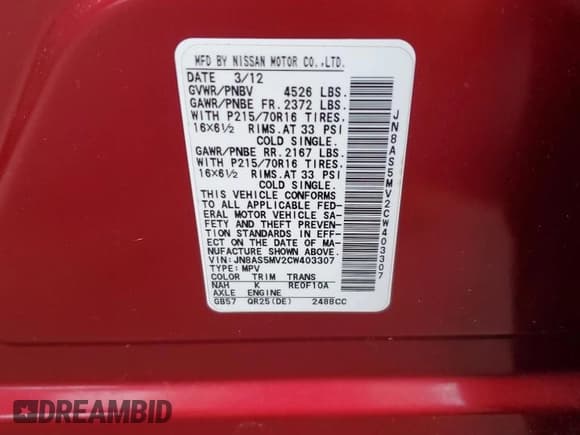 MFD BY NISSAN MOTOR CO.,LTD.
DATE 3/12
GVWR/PNBV 4526 LBS.
GAWR/PNBE FR. 2372 LBS.
WITH P215/70R16 TIRES.
16X6½ RIMS. AT 33 PSI
COLD SINGLE.
GAWR/PNBE RR. 2167 LBS.
WITH P215/70R16 TIRES.
16X6½ RIMS. AT 33 PSI
COLD SINGLE.
THIS VEHICLE CONFORMS
TO ALL APPLICABLE FED-
ERAL MOTOR VEHICLE SA-
FETY AND THEFT PREVEN-
TION STANDARDS IN EFF-
ECT ON THE DATE OF MA-
NUFACTURE SHOWN ABOVE.
VIN: JN8AS5MV2CW403307
TYPE: MPV
COLOR TRIM TRANS
NAH K RE0F10A
AXLE ENGINE
GB57 QR25(DE) 2488CC
JN8AS5MV2CW403307
DREAMBID